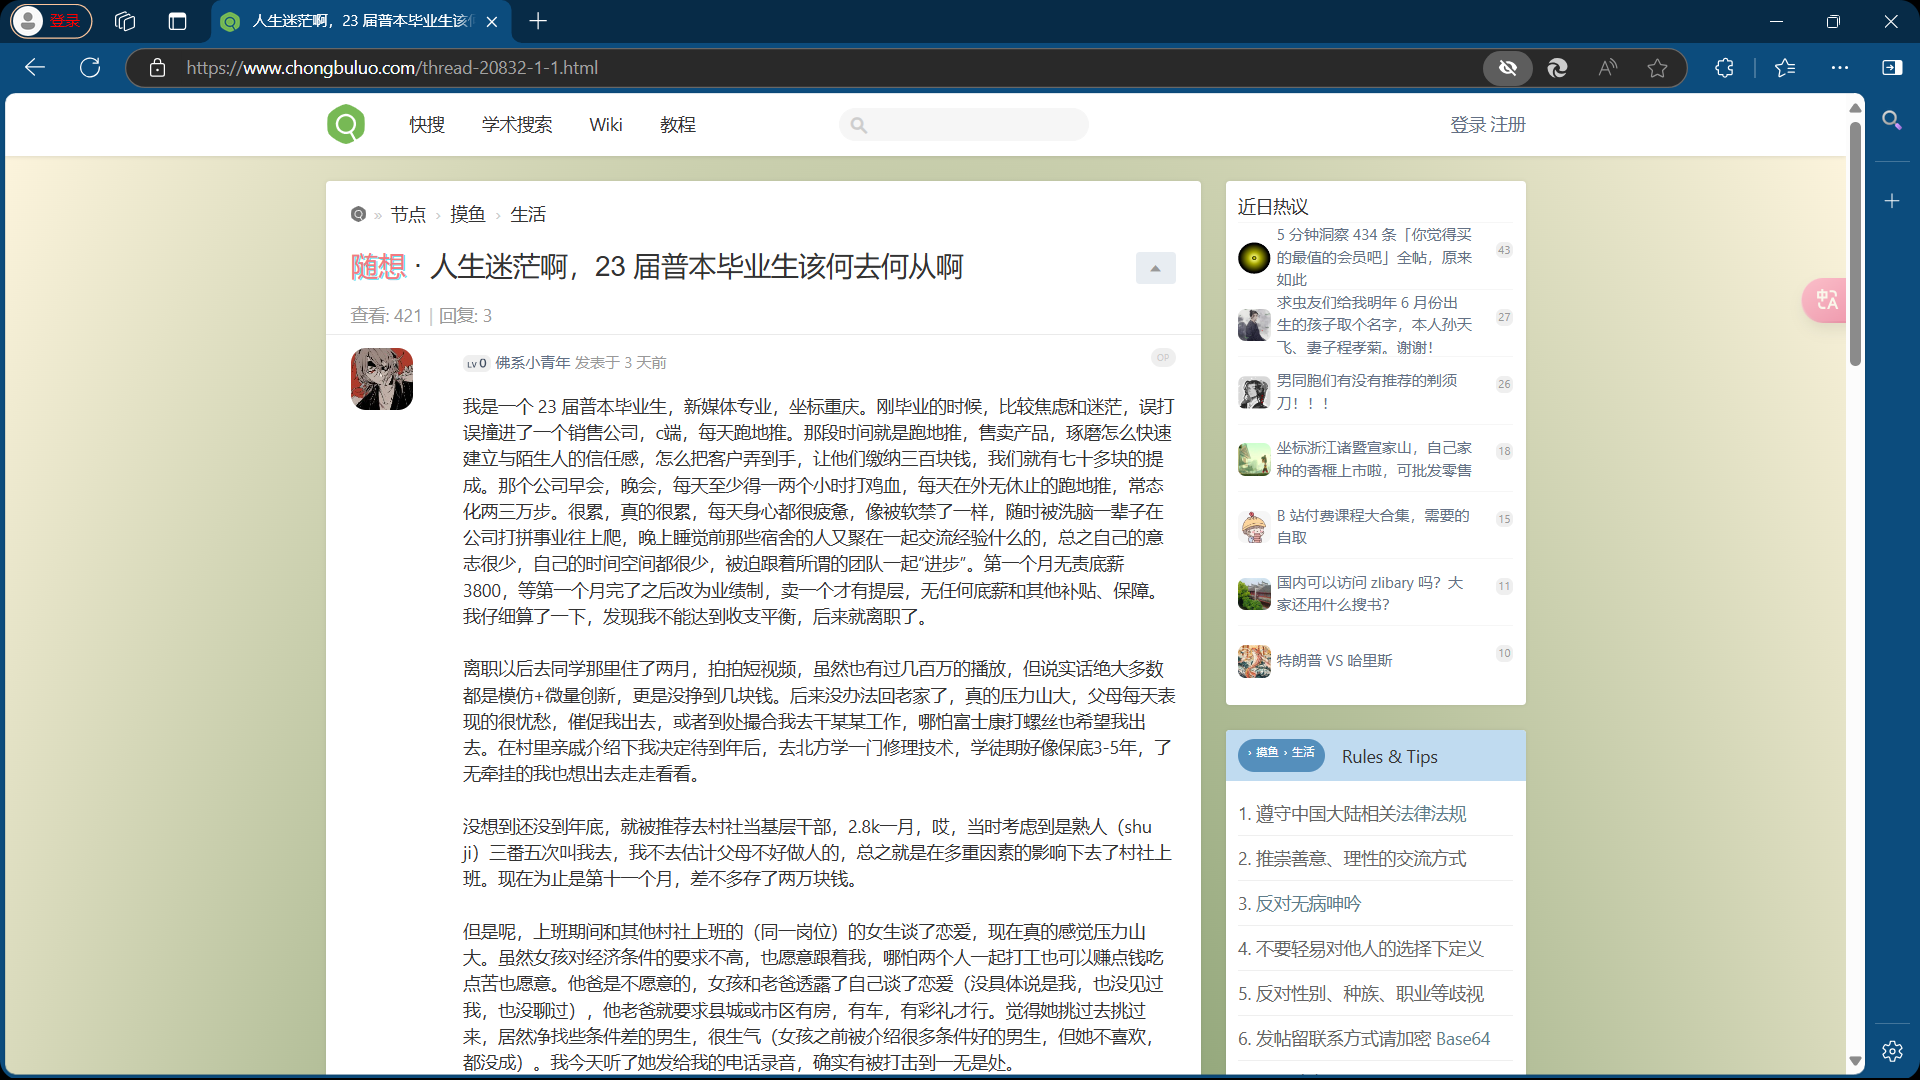 登录
人生迷茫啊，23 届普本毕业生该
https://www.chongbuluo.com/thread-20832-1-1.html
快搜
学术搜索
Wiki
教程
登录 注册
» 节点 › 摸鱼 › 生活
随想 · 人生迷茫啊，23 届普本毕业生该何去何从啊
查看: 421 | 回复: 3
LV 0 佛系小青年 发表于 3 天前
OP
我是一个 23 届普本毕业生，新媒体专业，坐标重庆。刚毕业的时候，比较焦虑和迷茫，误打
误撞进了一个销售公司，c端，每天跑地推。那段时间就是跑地推，售卖产品，琢磨怎么快速
建立与陌生人的信任感，怎么把客户弄到手，让他们缴纳三百块钱，我们就有七十多块的提
成。那个公司早会，晚会，每天至少得一两个小时打鸡血，每天在外无休止的跑地推，常态
化两三万步。很累，真的很累，每天身心都很疲惫，像被软禁了一样，随时被洗脑一辈子在
公司打拼事业往上爬，晚上睡觉前那些宿舍的人又聚在一起交流经验什么的，总之自己的意
志很少，自己的时间空间都很少，被迫跟着所谓的团队一起“进步”。第一个月无责底薪
3800，等第一个月完了之后改为业绩制，卖一个才有提层，无任何底薪和其他补贴、保障。
我仔细算了一下，发现我不能达到收支平衡，后来就离职了。
离职以后去同学那里住了两月，拍拍短视频，虽然也有过几百万的播放，但说实话绝大多数
都是模仿+微量创新，更是没挣到几块钱。后来没办法回老家了，真的压力山大，父母每天表
现的很忧愁，催促我出去，或者到处撮合我去干某某工作，哪怕富士康打螺丝也希望我出
去。在村里亲戚介绍下我决定待到年后，去北方学一门修理技术，学徒期好像保底3-5年，了
无牵挂的我也想出去走走看看。
没想到还没到年底，就被推荐去村社当基层干部，2.8k一月，哎，当时考虑到是熟人（shu
ji）三番五次叫我去，我不去估计父母不好做人的，总之就是在多重因素的影响下去了村社上
班。现在为止是第十一个月，差不多存了两万块钱。
但是呢，上班期间和其他村社上班的（同一岗位）的女生谈了恋爱，现在真的感觉压力山
大。虽然女孩对经济条件的要求不高，也愿意跟着我，哪怕两个人一起打工也可以赚点钱吃
点苦也愿意。他爸是不愿意的，女孩和老爸透露了自己谈了恋爱（没具体说是我，也没见过
我，也没聊过），他老爸就要求县城或市区有房，有车，有彩礼才行。觉得她挑过去挑过
来，居然净找些条件差的男生，很生气（女孩之前被介绍很多条件好的男生，但她不喜欢，
都没成）。我今天听了她发给我的电话录音，确实有被打击到一无是处。
近日热议
5 分钟洞察 434 条「你觉得买
的最值的会员吧」全帖，原来
如此
43
求虫友们给我明年 6 月份出
生的孩子取个名字，本人孙天
飞、妻子程孝菊。谢谢！
27
男同胞们有没有推荐的剃须
刀！！！
26
坐标浙江诸暨宣家山，自己家
种的香榧上市啦，可批发零售
18
B 站付费课程大合集，需要的
自取
15
国内可以访问 zlibary 吗？大
家还用什么搜书？
11
特朗普 VS 哈里斯
10
› 摸鱼 › 生活
Rules & Tips
1. 遵守中国大陆相关法律法规
2. 推崇善意、理性的交流方式
3. 反对无病呻吟
4. 不要轻易对他人的选择下定义
5. 反对性别、种族、职业等歧视
6. 发帖留联系方式请加密 Base64